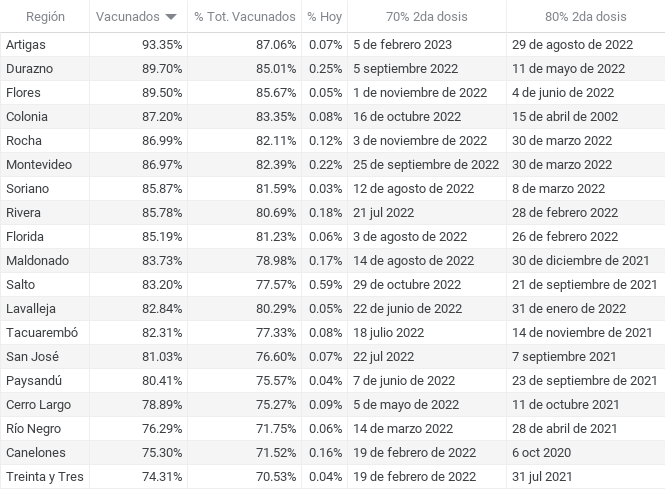 Región Vacunados % Tot. Vacunados % Hoy 70% 2da dosis 80% 2da dosis
Artigas 93.35% 87.06% 0.07% 5 de febrero 2023 29 de agosto de 2022
Durazno 89.70% 85.01% 0.25% 5 septiembre 2022 11 de mayo de 2022
Flores 89.50% 85.67% 0.05% 1 de noviembre de 2022 4 de junio de 2022
Colonia 87.20% 83.35% 0.08% 16 de octubre 2022 15 de abril de 2002
Rocha 86.99% 82.11% 0.12% 3 de noviembre de 2022 30 de marzo 2022
Montevideo 86.97% 82.39% 0.22% 25 de septiembre de 2022 30 de marzo 2022
Soriano 85.87% 81.59% 0.03% 12 de agosto de 2022 8 de marzo 2022
Rivera 85.78% 80.69% 0.18% 21 jul 2022 28 de febrero 2022
Florida 85.19% 81.23% 0.06% 3 de agosto de 2022 26 de febrero 2022
Maldonado 83.73% 78.98% 0.17% 14 de agosto de 2022 30 de diciembre de 2021
Salto 83.20% 77.57% 0.59% 29 de octubre 2022 21 de septiembre de 2021
Lavalleja 82.84% 80.29% 0.05% 22 de junio de 2022 31 de enero de 2022
Tacuarembó 82.31% 77.33% 0.08% 18 julio 2022 14 de noviembre de 2021
San José 81.03% 76.60% 0.07% 22 jul 2022 7 septiembre 2021
Paysandú 80.41% 75.57% 0.04% 7 de junio de 2022 23 de septiembre de 2021
Cerro Largo 78.89% 75.27% 0.09% 5 de mayo de 2022 11 de octubre 2021
Río Negro 76.29% 71.75% 0.06% 14 de marzo 2022 28 de abril de 2021
Canelones 75.30% 71.52% 0.16% 19 de febrero de 2022 6 oct 2020
Treinta y Tres 74.31% 70.53% 0.04% 19 de febrero de 2022 31 jul 2021